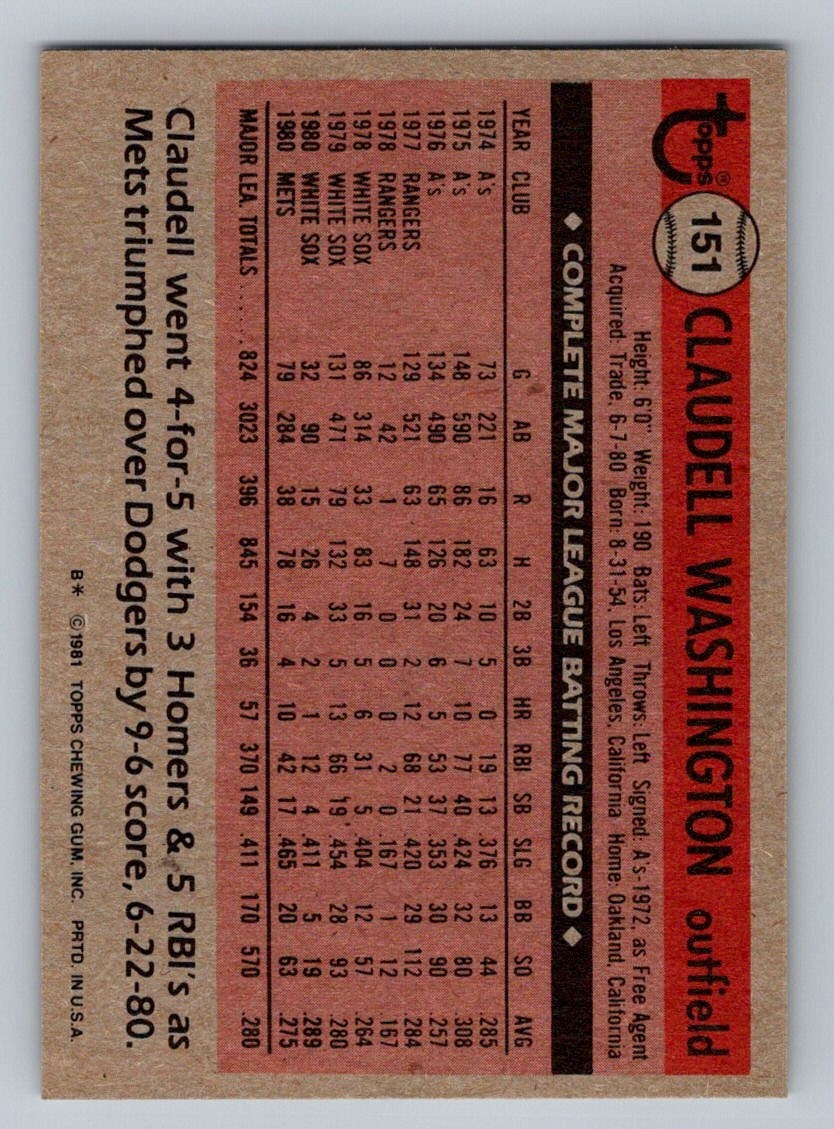 topps®
151 CLAUDELL WASHINGTON outfield
Height: 6'0" Weight: 190 Bats: Left Throws: Left Signed: A's-1972, as Free Agent
Acquired: Trade, 6-7-80 Born: 8-31-54, Los Angeles, California Home: Oakland, California
◆ COMPLETE MAJOR LEAGUE BATTING RECORD ◆
YEAR CLUB G AB R H 2B 3B HR RBI SB SLG BB SO AVG
1974 A's 73 221 16 63 10 5 0 19 13 .376 13 44 .285
1975 A's 148 590 86 182 24 7 10 77 40 .424 32 80 .308
1976 A's 134 490 65 126 20 6 5 53 37 .353 30 90 .257
1977 RANGERS 129 521 63 148 31 2 12 68 21 .420 29 112 .284
1978 RANGERS 12 42 1 7 0 0 0 2 0 .167 1 12 .167
1978 WHITE SOX 86 314 33 83 16 5 6 31 5 .404 12 57 .264
1979 WHITE SOX 131 471 79 132 33 5 13 66 19 .454 28 93 .280
1980 WHITE SOX 32 90 15 26 4 2 1 12 4 .411 5 19 .289
1980 METS 79 284 38 78 16 4 10 42 17 .465 20 63 .275
MAJOR LEA. TOTALS ...... 824 3023 396 845 154 36 57 370 149 .411 170 570 .280
Claudell went 4-for-5 with 3 Homers & 5 RBI's as
Mets triumphed over Dodgers by 9-6 score, 6-22-80.
B* ©1981 TOPPS CHEWING GUM, INC. PRTD. IN U.S.A.